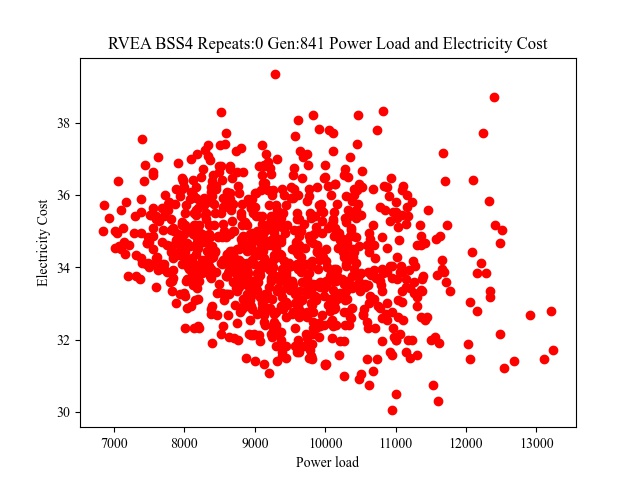 RVEA BSS4 Repeats:0 Gen:841 Power Load and Electricity Cost
38
36
34
32
30
Electricity Cost
7000 8000 9000 10000 11000 12000 13000
Power load